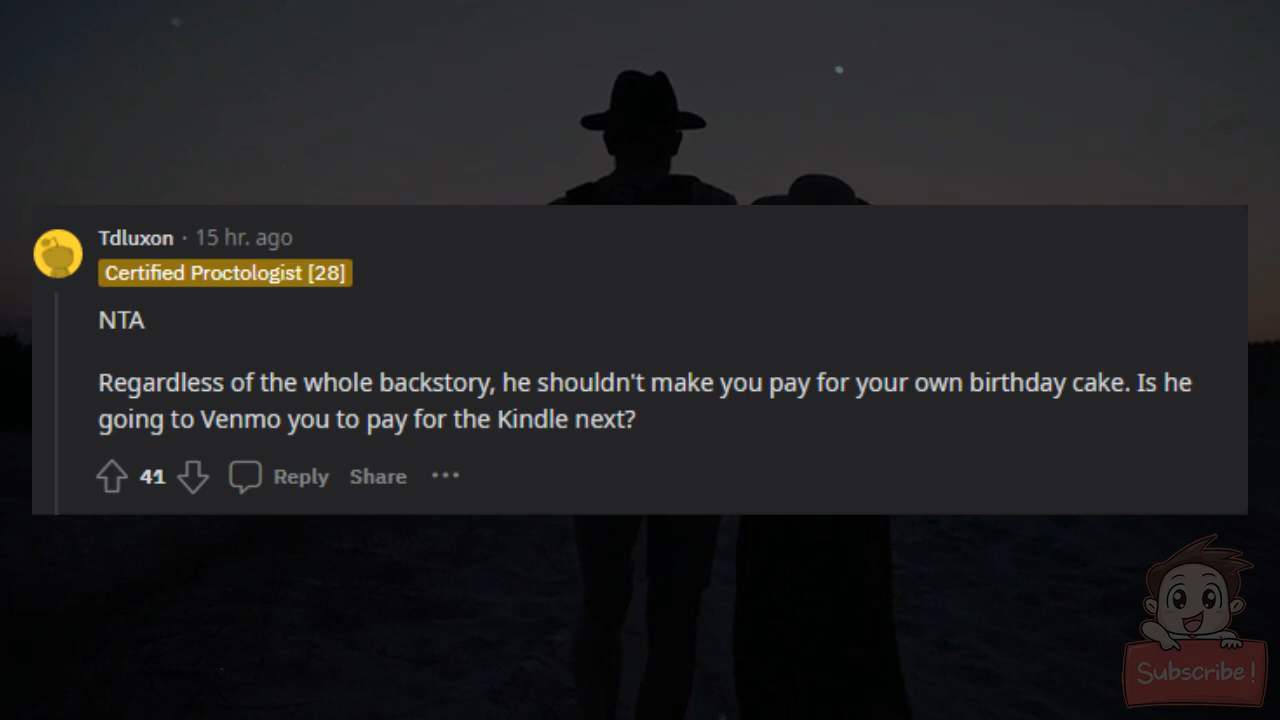 Tdluxon · 15 hr. ago
Certified Proctologist [28]
NTA
Regardless of the whole backstory, he shouldn't make you pay for your own birthday cake. Is he
going to Venmo you to pay for the Kindle next?
41 Reply Share ···
Subscribe!